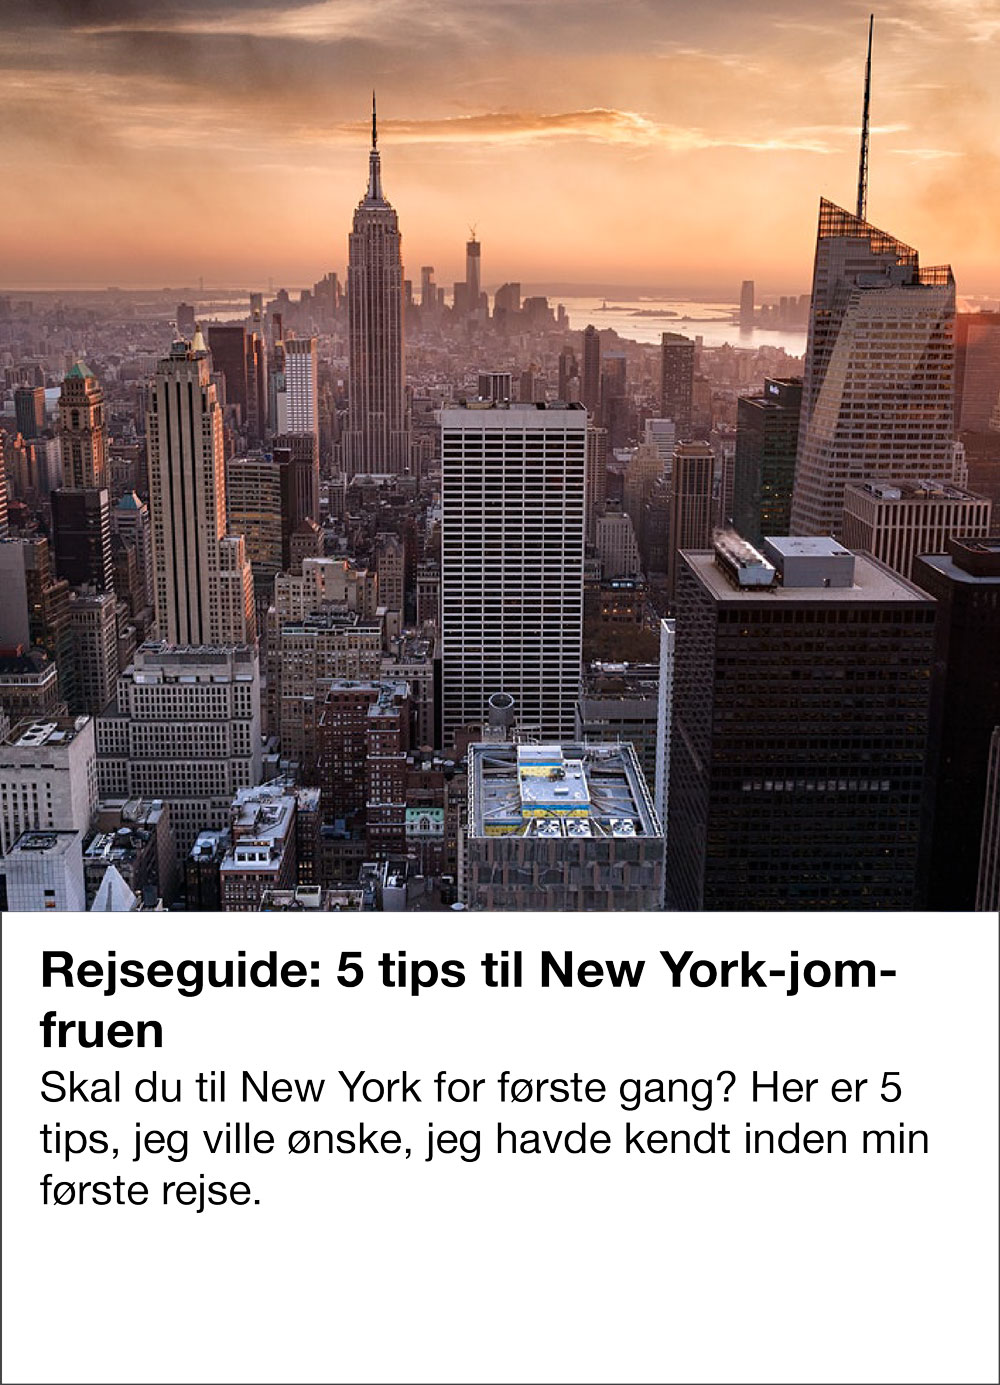 Rejseguide: 5 tips til New York-jom-
fruen
Skal du til New York for første gang? Her er 5
tips, jeg ville ønske, jeg havde kendt inden min
første rejse.